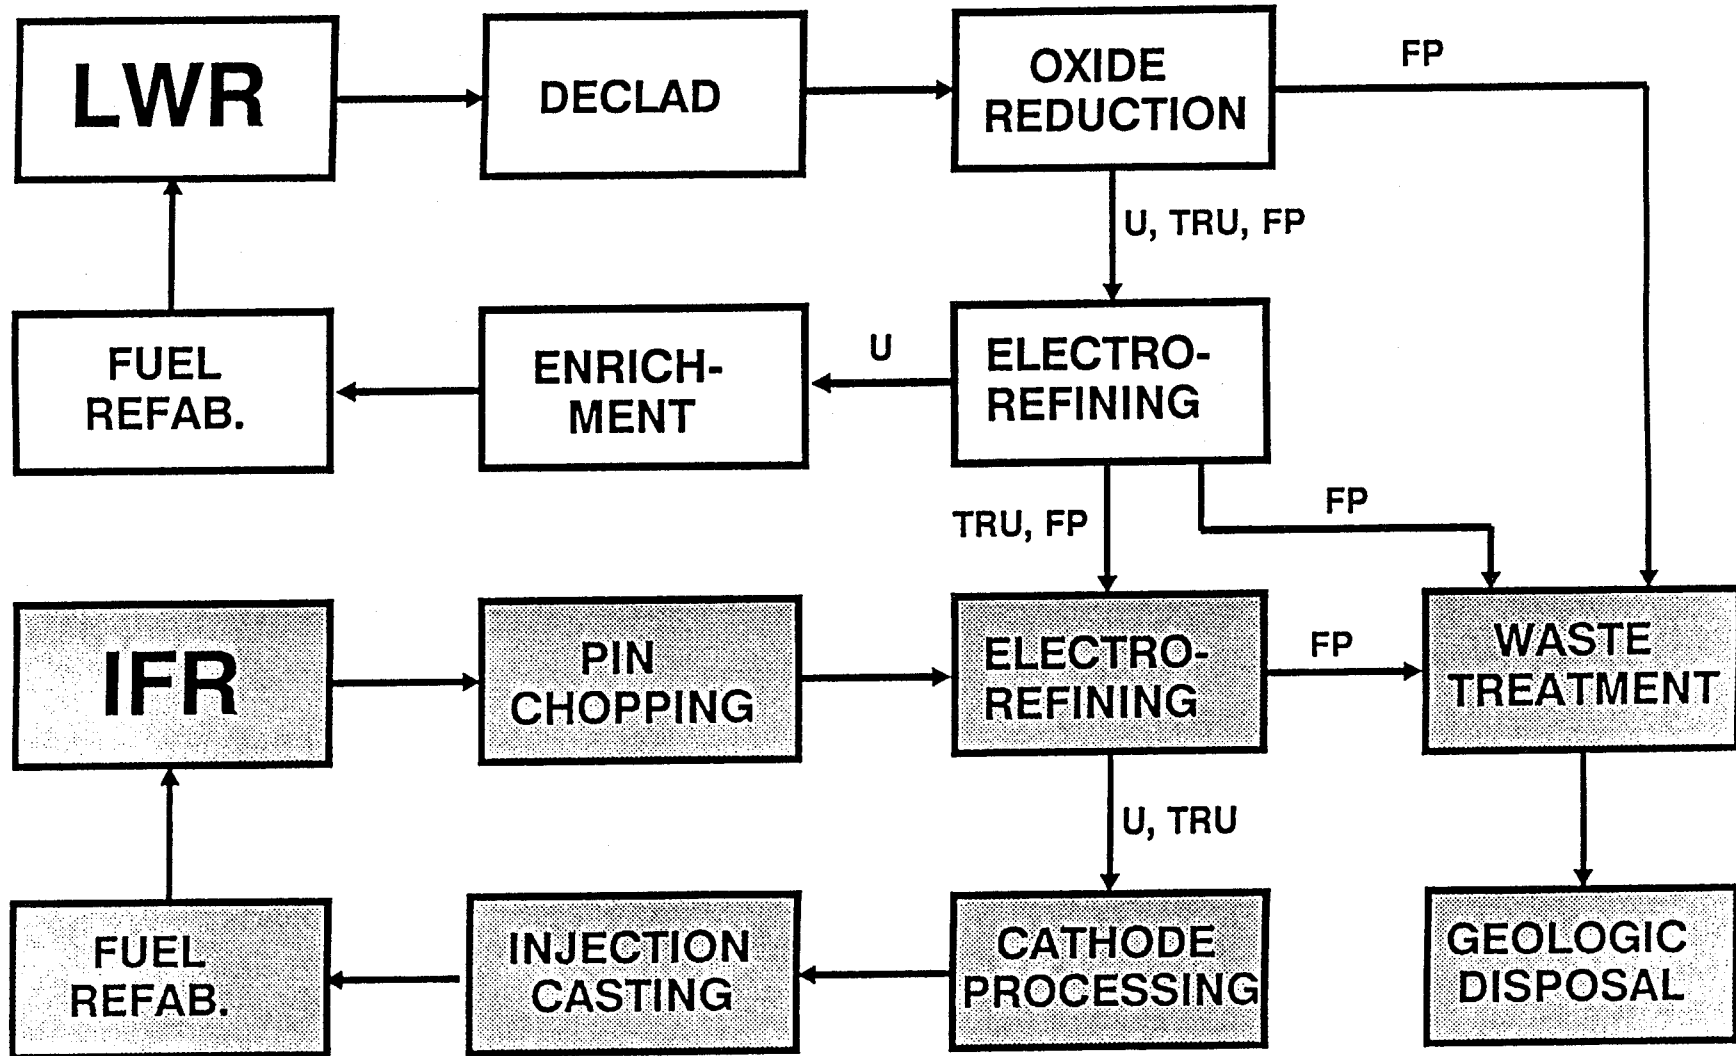 LWR
DECLAD
OXIDE
REDUCTION
FP
U, TRU, FP
FUEL
REFAB.
ENRICH-
MENT
U
ELECTRO-
REFINING
TRU, FP
FP
IFR
PIN
CHOPPING
ELECTRO-
REFINING
FP
WASTE
TREATMENT
U, TRU
FUEL
REFAB.
INJECTION
CASTING
CATHODE
PROCESSING
GEOLOGIC
DISPOSAL